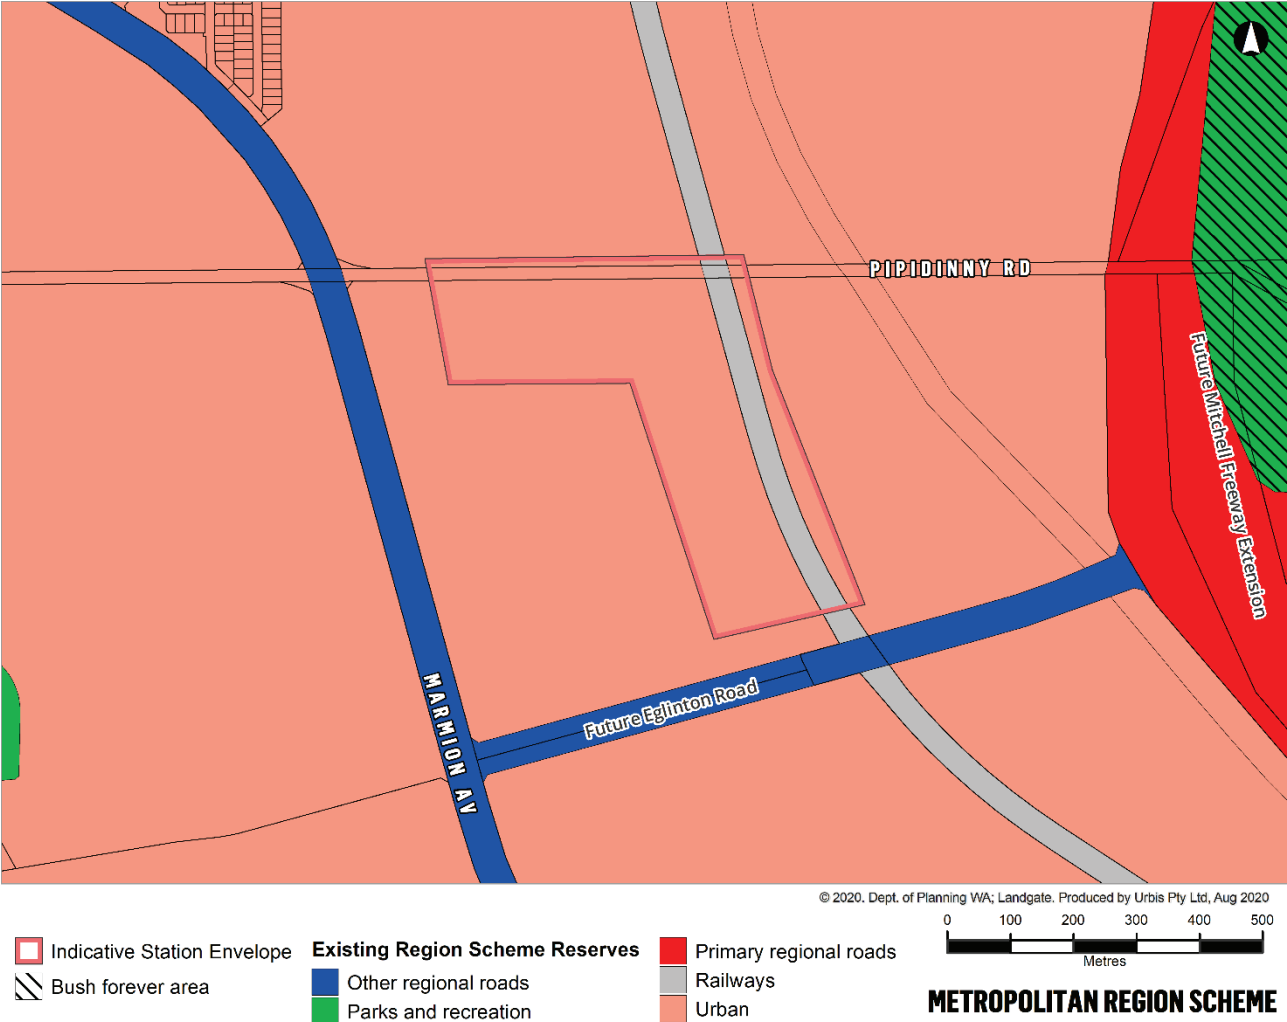 PIPIDINNY RD
Future Mitchell Freeway Extension
MARMION AV
Future Eglinton Road
© 2020. Dept. of Planning WA; Landgate. Produced by Urbis Pty Ltd, Aug 2020
Indicative Station Envelope
Bush forever area
Existing Region Scheme Reserves
Other regional roads
Parks and recreation
Primary regional roads
Railways
Urban
0 100 200 300 400 500
Metres
METROPOLITAN REGION SCHEME